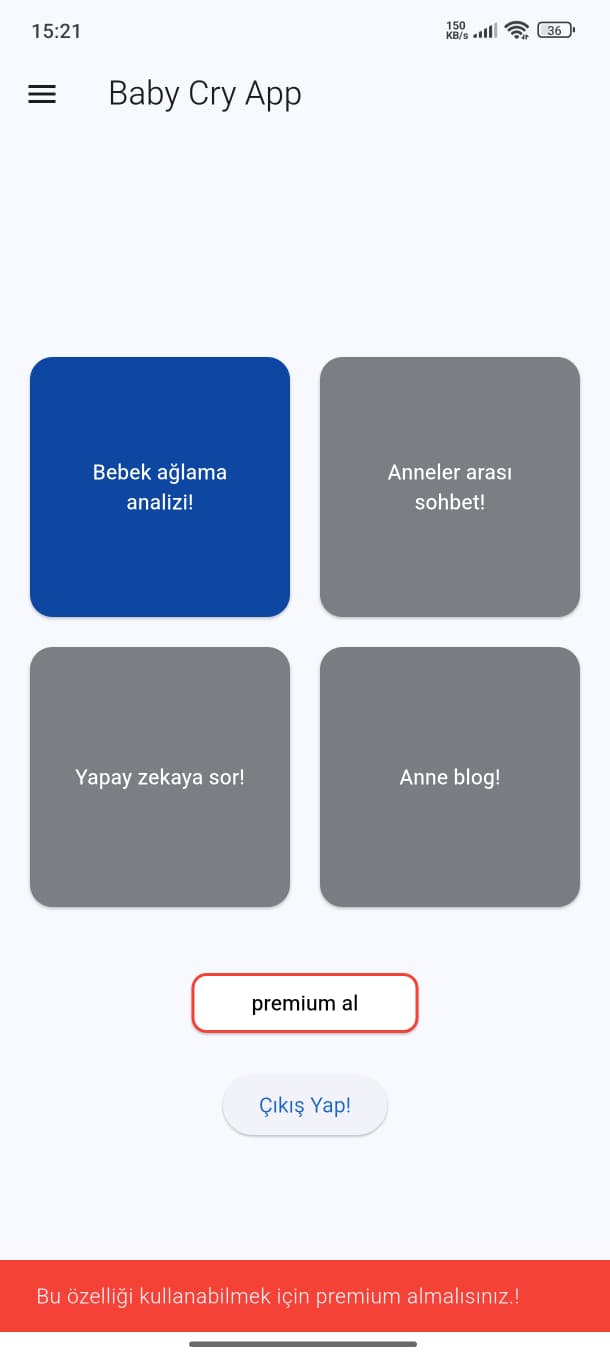 15:21
150
KB/s
36
Baby Cry App
Bebek ağlama
analizi!
Anneler arası
sohbet!
Yapay zekaya sor!
Anne blog!
premium al
Çıkış Yap!
Bu özelliği kullanabilmek için premium almalısınız.!